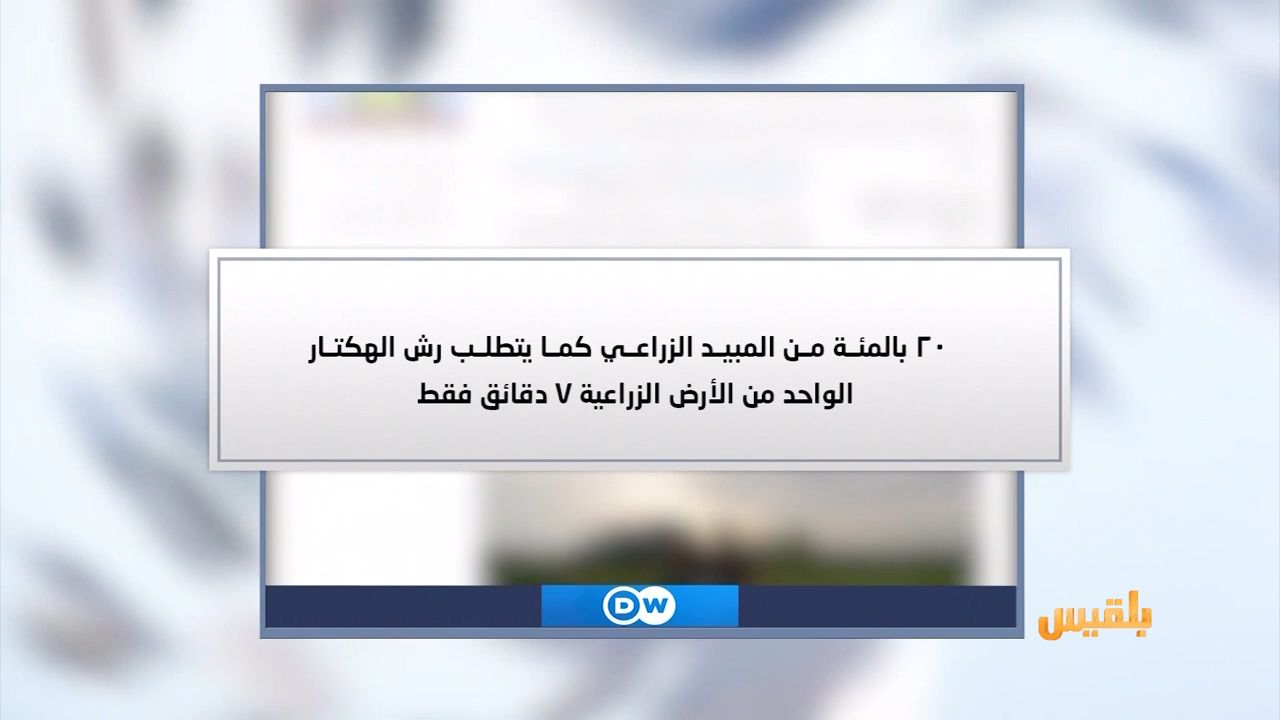 ٢٠ بالمئة من المبيد الزراعي كما يتطلب رش الهكتار
الواحد من الأرض الزراعية ٧ دقائق فقط
DW
بلقيس